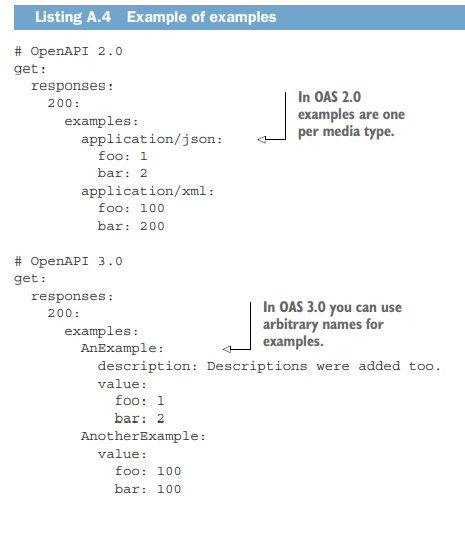 Listing A.4 Example of examples
# OpenAPI 2.0
get:
  responses:
    200:
      examples:
        application/json:
          foo: 1
          bar: 2
        application/xml:
          foo: 100
          bar: 200
In OAS 2.0
examples are one
per media type.
# OpenAPI 3.0
get:
  responses:
    200:
      examples:
        AnExample:
          description: Descriptions were added too.
          value:
            foo: 1
            bar: 2
        AnotherExample:
          value:
            foo: 100
            bar: 100
In OAS 3.0 you can use
arbitrary names for
examples.